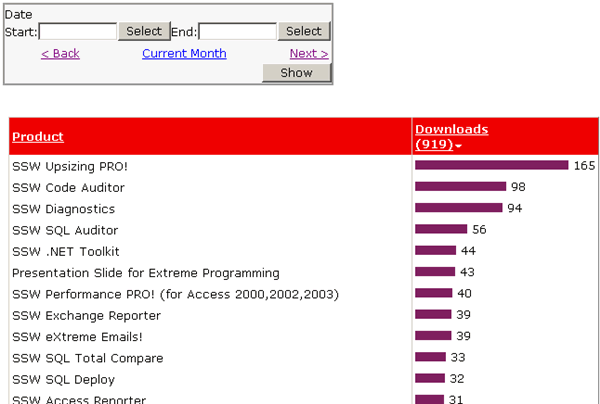 Date
Start: Select End: Select
< Back Current Month Next >
Show
Product Downloads (919)
SSW Upsizing PRO! 165
SSW Code Auditor 98
SSW Diagnostics 94
SSW SQL Auditor 56
SSW .NET Toolkit 44
Presentation Slide for Extreme Programming 43
SSW Performance PRO! (for Access 2000,2002,2003) 40
SSW Exchange Reporter 39
SSW eXtreme Emails! 39
SSW SQL Total Compare 33
SSW SQL Deploy 32
SSW Access Reporter 31